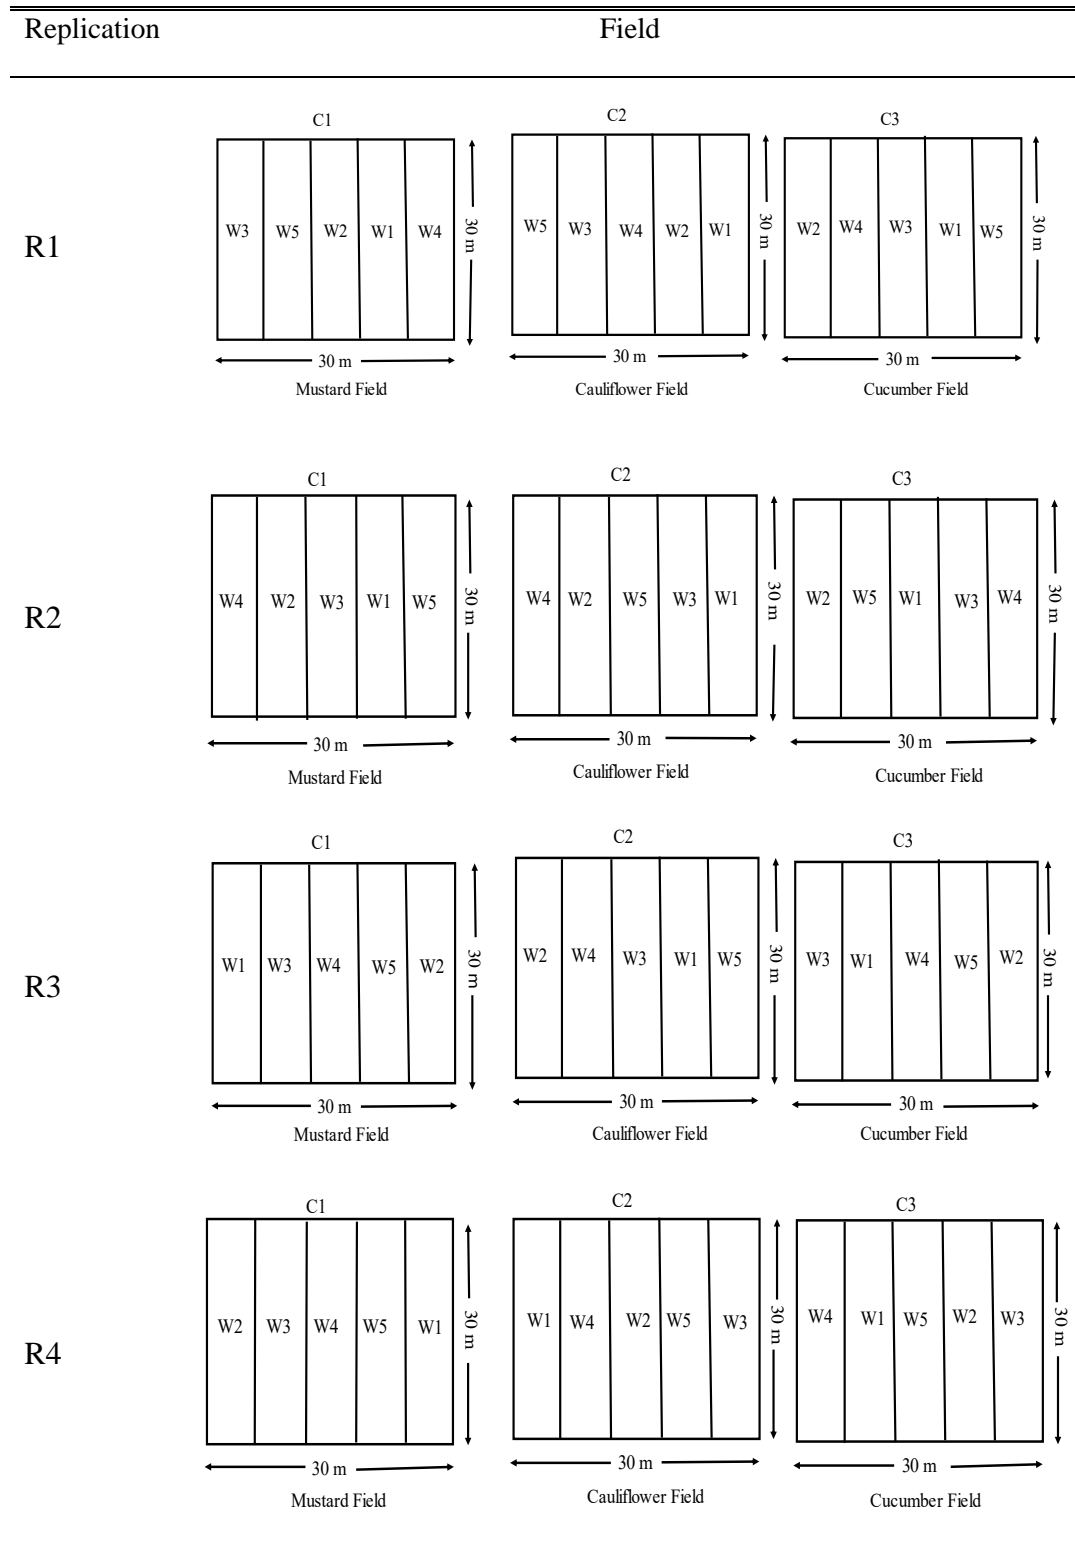 Replication Field
C1 C2 C3
R1
W3 W5 W2 W1 W4 30 m W5 W3 W4 W2 W1 30 m W2 W4 W3 W1 W5 30 m
30 m 30 m 30 m
Mustard Field Cauliflower Field Cucumber Field
C1 C2 C3
R2
W4 W2 W3 W1 W5 30 m W4 W2 W5 W3 W1 30 m W2 W5 W1 W3 W4 30 m
30 m 30 m 30 m
Mustard Field Cauliflower Field Cucumber Field
C1 C2 C3
R3
W1 W3 W4 W5 W2 30 m W2 W4 W3 W1 W5 30 m W3 W1 W4 W5 W2 30 m
30 m 30 m 30 m
Mustard Field Cauliflower Field Cucumber Field
C1 C2 C3
R4
W2 W3 W4 W5 W1 30 m W1 W4 W2 W5 W3 30 m W4 W1 W5 W2 W3 30 m
30 m 30 m 30 m
Mustard Field Cauliflower Field Cucumber Field